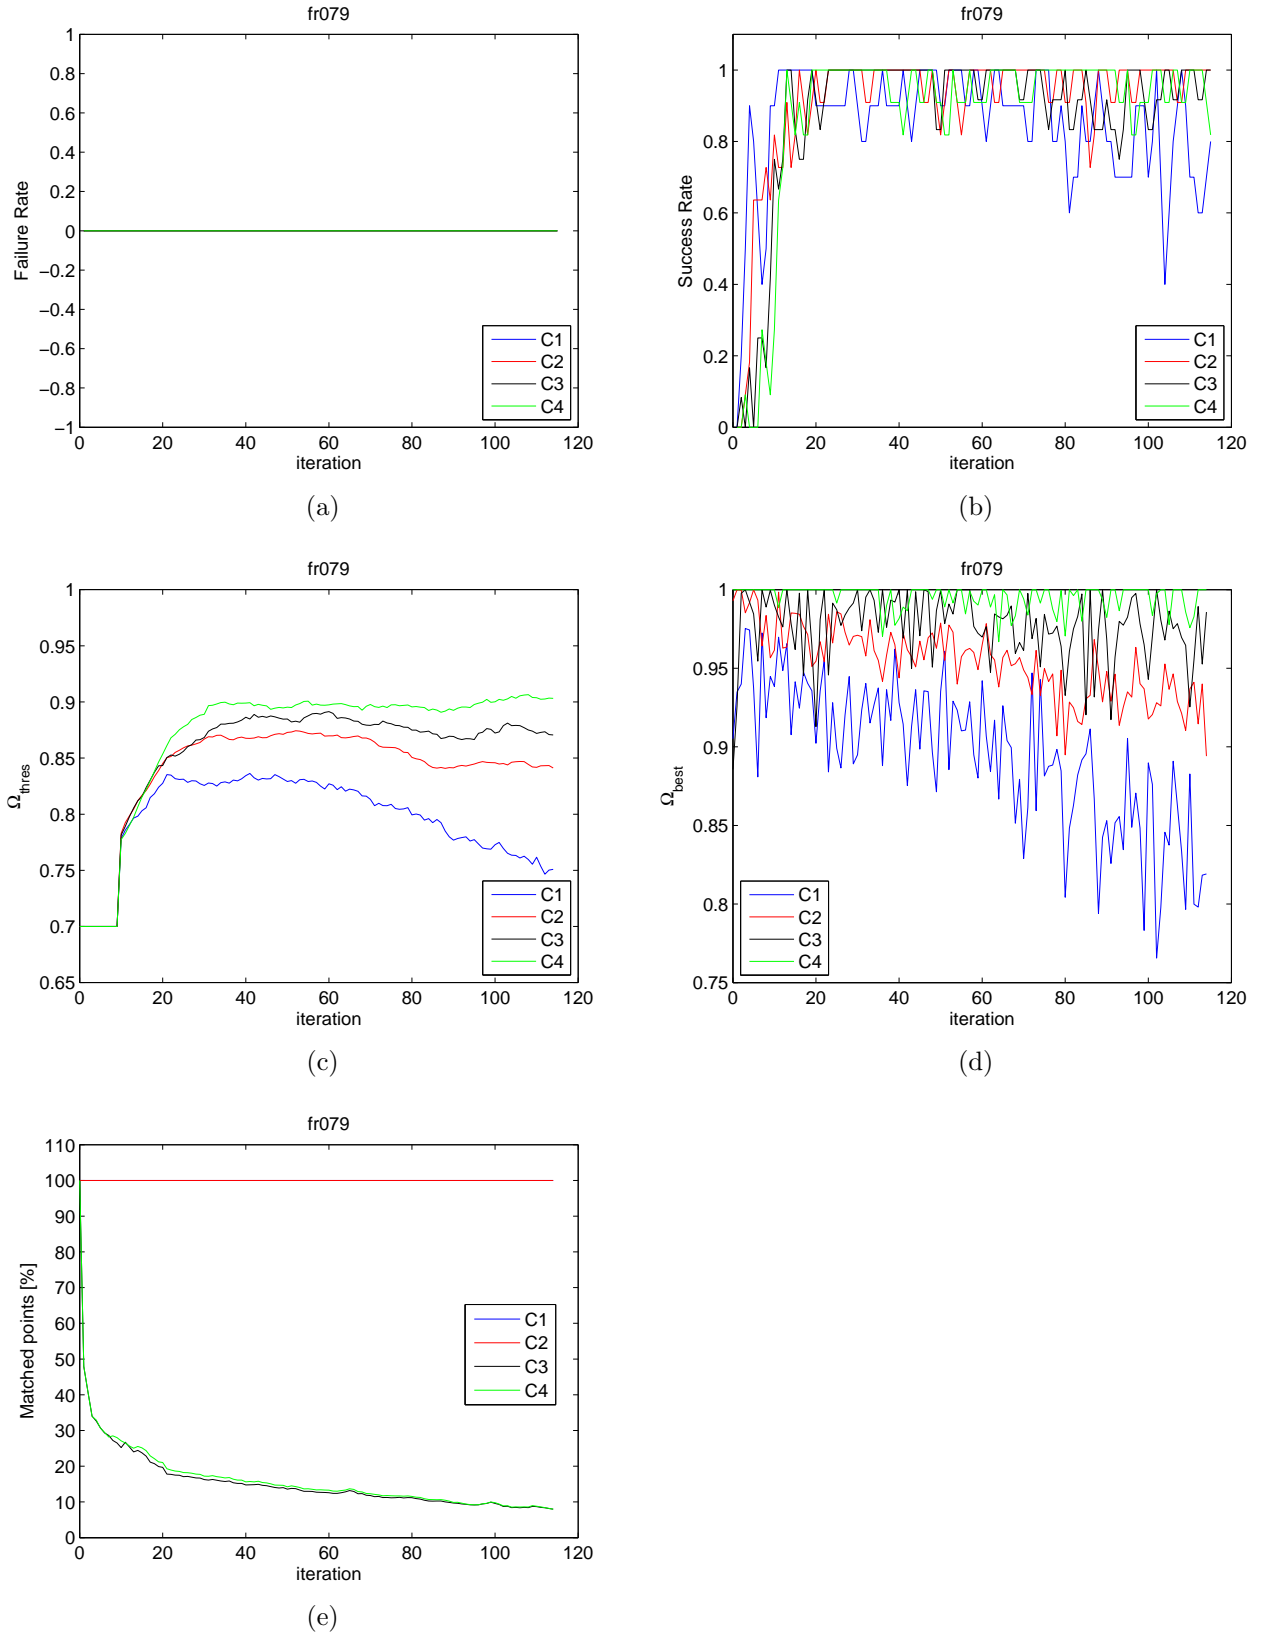 fr079
1
0.8
0.6
0.4
0.2
0
−0.2
−0.4
−0.6
−0.8
−1
Failure Rate
0 20 40 60 80 100 120
iteration
C1
C2
C3
C4
(a)
fr079
1
0.8
0.6
0.4
0.2
0
Success Rate
0 20 40 60 80 100 120
iteration
C1
C2
C3
C4
(b)
fr079
1
0.95
0.9
0.85
0.8
0.75
0.7
0.65
Ωthres
0 20 40 60 80 100 120
iteration
C1
C2
C3
C4
(c)
fr079
1
0.95
0.9
0.85
0.8
0.75
Ωbest
0 20 40 60 80 100 120
iteration
C1
C2
C3
C4
(d)
fr079
110
100
90
80
70
60
50
40
30
20
10
0
Matched points [%]
0 20 40 60 80 100 120
iteration
C1
C2
C3
C4
(e)